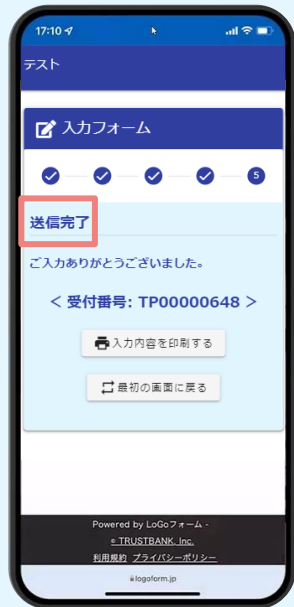 17:10
テスト
入力フォーム
5
送信完了
ご入力ありがとうございました。
< 受付番号: TP00000648 >
入力内容を印刷する
最初の画面に戻る
Powered by LoGoフォーム -
© TRUSTBANK, Inc.
利用規約 プライバシーポリシー
logoform.jp